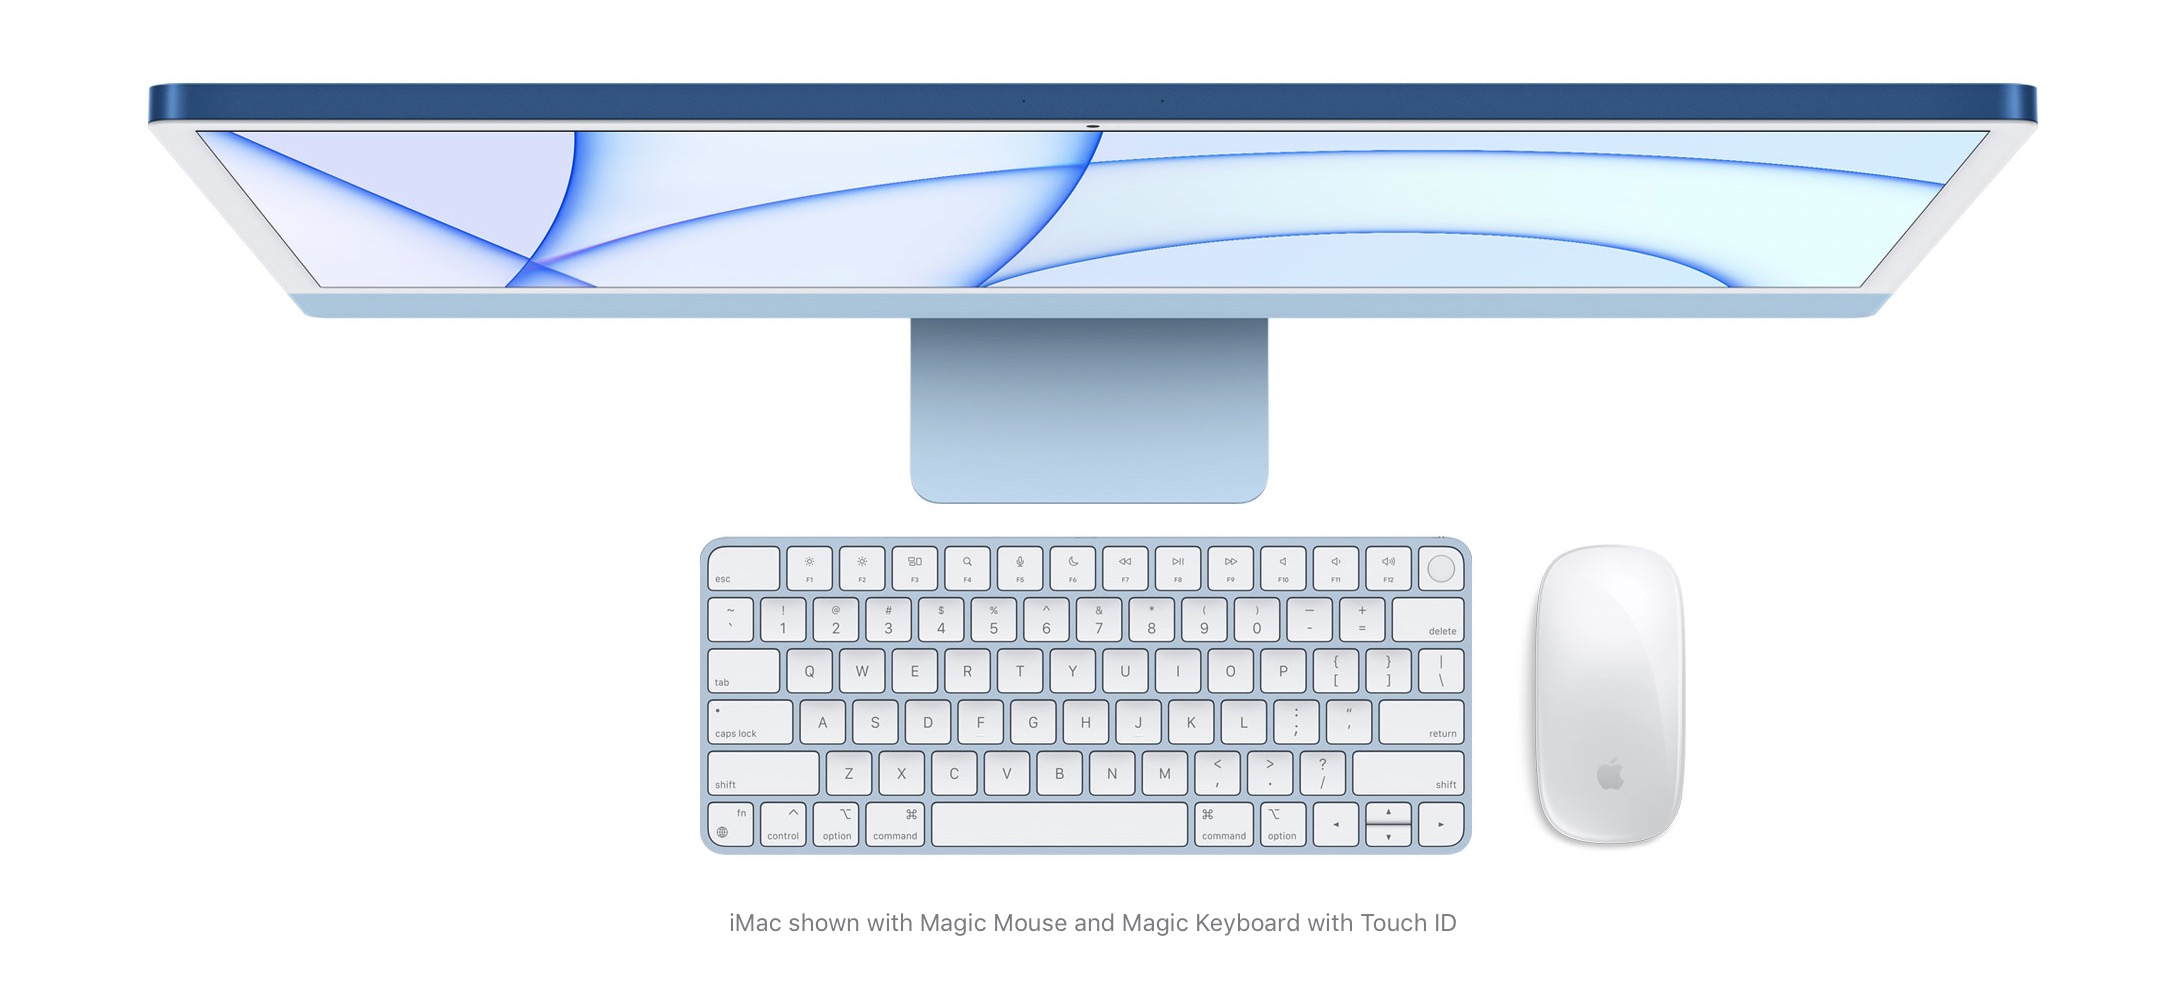 esc F1 F2 F3 F4 F5 F6 F7 F8 F9 F10 F11 F12
~ ! @ # $ % ^ & * ( ) — +
` 1 2 3 4 5 6 7 8 9 0 - = delete
tab Q W E R T Y U I O P { [ } ] | \
caps lock A S D F G H J K L : ; " ' return
shift Z X C V B N M < , > . ? / shift
fn control option command command option
iMac shown with Magic Mouse and Magic Keyboard with Touch ID